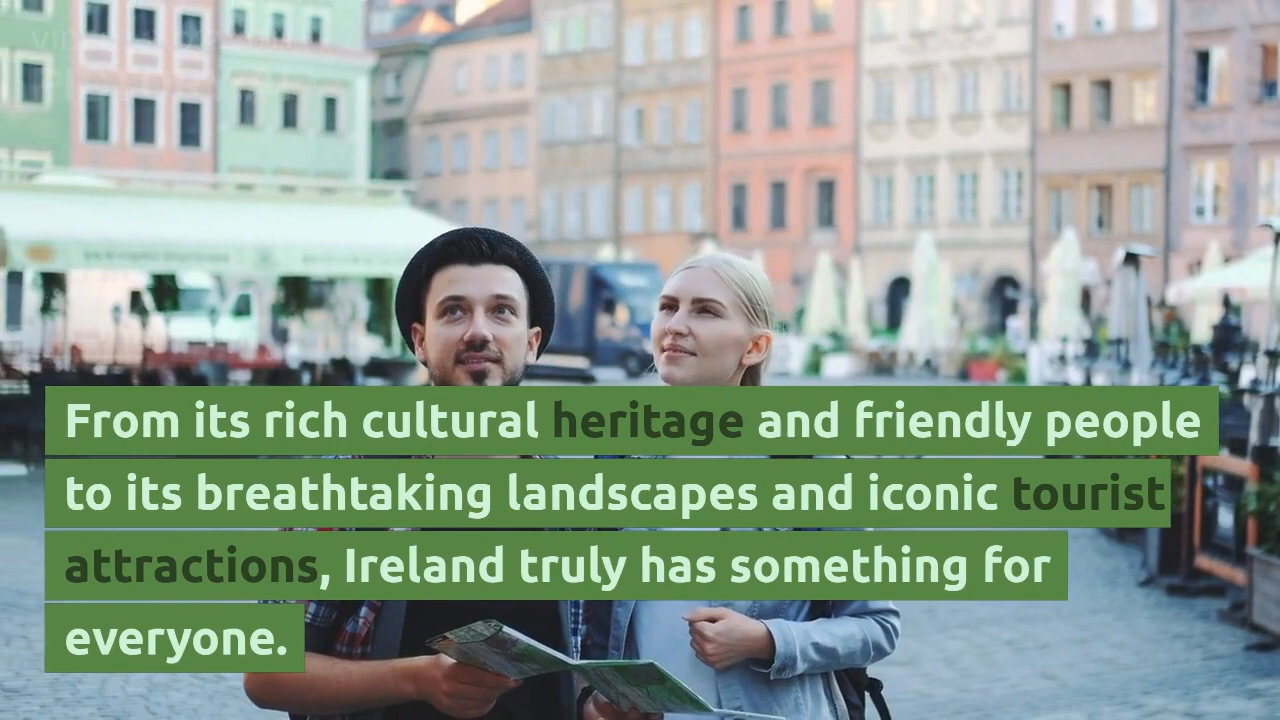 From its rich cultural heritage and friendly people
to its breathtaking landscapes and iconic tourist
attractions, Ireland truly has something for
everyone.